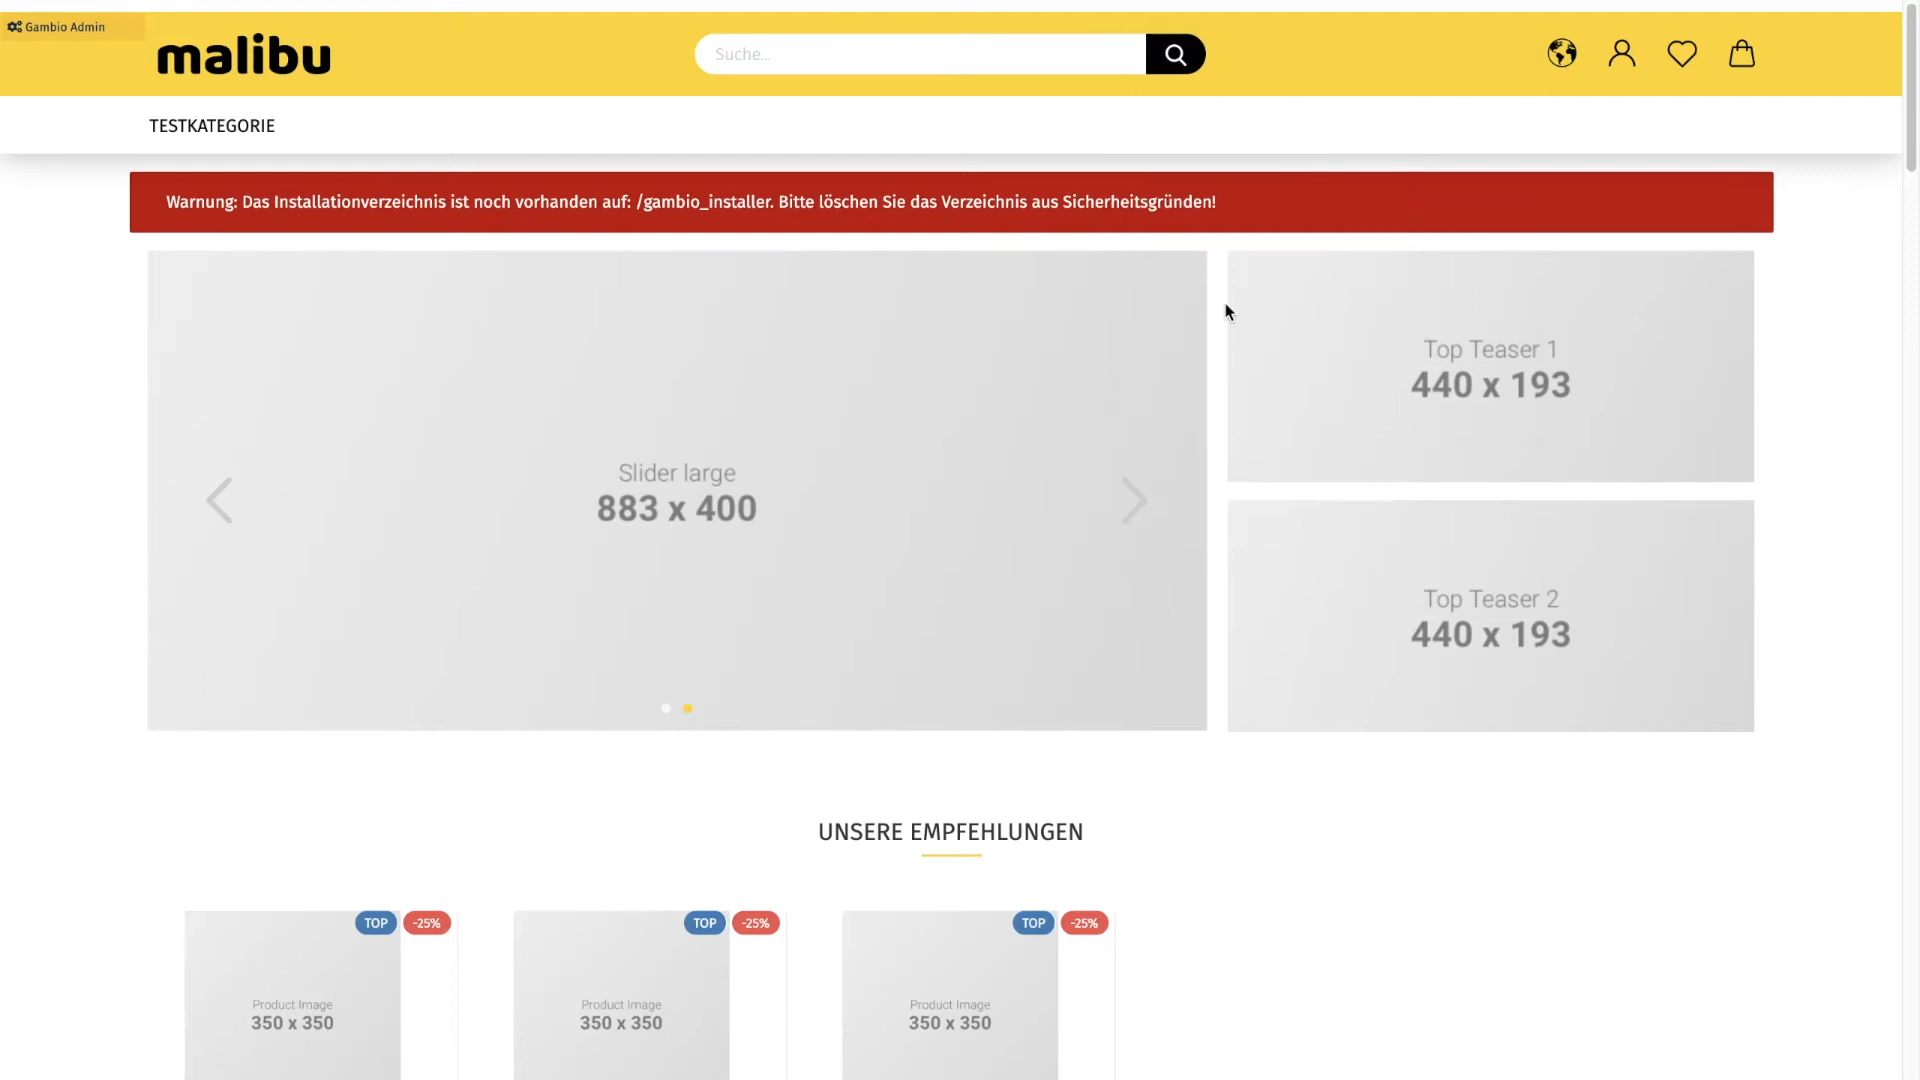 Gambio Admin
malibu
Suche...
TESTKATEGORIE
Warnung: Das Installationverzeichnis ist noch vorhanden auf: /gambio_installer. Bitte löschen Sie das Verzeichnis aus Sicherheitsgründen!
Slider large
883 x 400
Top Teaser 1
440 x 193
Top Teaser 2
440 x 193
UNSERE EMPFEHLUNGEN
TOP -25% TOP -25% TOP -25%
Product Image Product Image Product Image
350 x 350 350 x 350 350 x 350